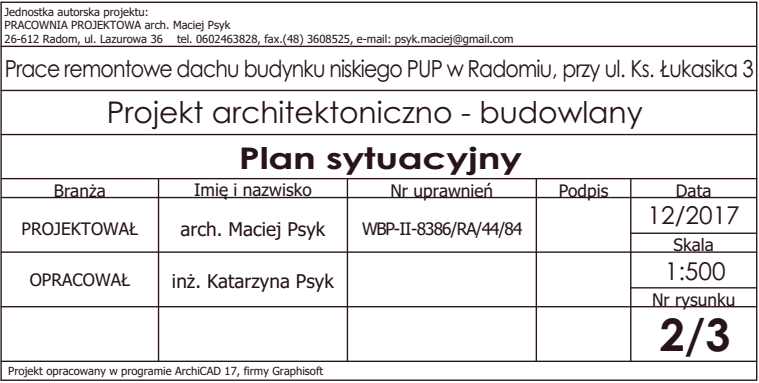 Jednostka autorska projektu:
PRACOWNIA PROJEKTOWA arch. Maciej Psyk
26-612 Radom, ul. Lazurowa 36 tel. 0602463828, fax.(48) 3608525, e-mail: psyk.maciej@gmail.com
Prace remontowe dachu budynku niskiego PUP w Radomiu, przy ul. Ks. Łukasika 3
Projekt architektoniczno - budowlany
Plan sytuacyjny
Branża Imię i nazwisko Nr uprawnień Podpis Data
PROJEKTOWAŁ arch. Maciej Psyk WBP-II-8386/RA/44/84 12/2017
Skala
OPRACOWAŁ inż. Katarzyna Psyk 1:500
Nr rysunku
2/3
Projekt opracowany w programie ArchiCAD 17, firmy Graphisoft